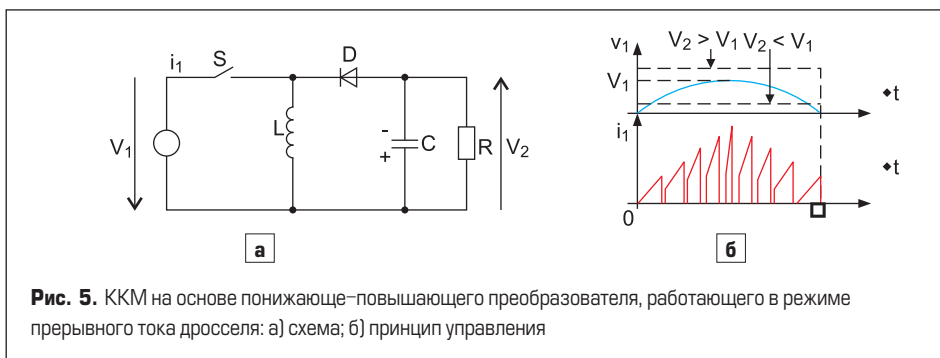 i₁ S D
V₁ L - + C R V₂
а
v₁ V₂ > V₁ V₂ < V₁
V₁
t
i₁
t
0
б
Рис. 5. ККМ на основе понижающе-повышающего преобразователя, работающего в режиме
прерывного тока дросселя: а) схема; б) принцип управления